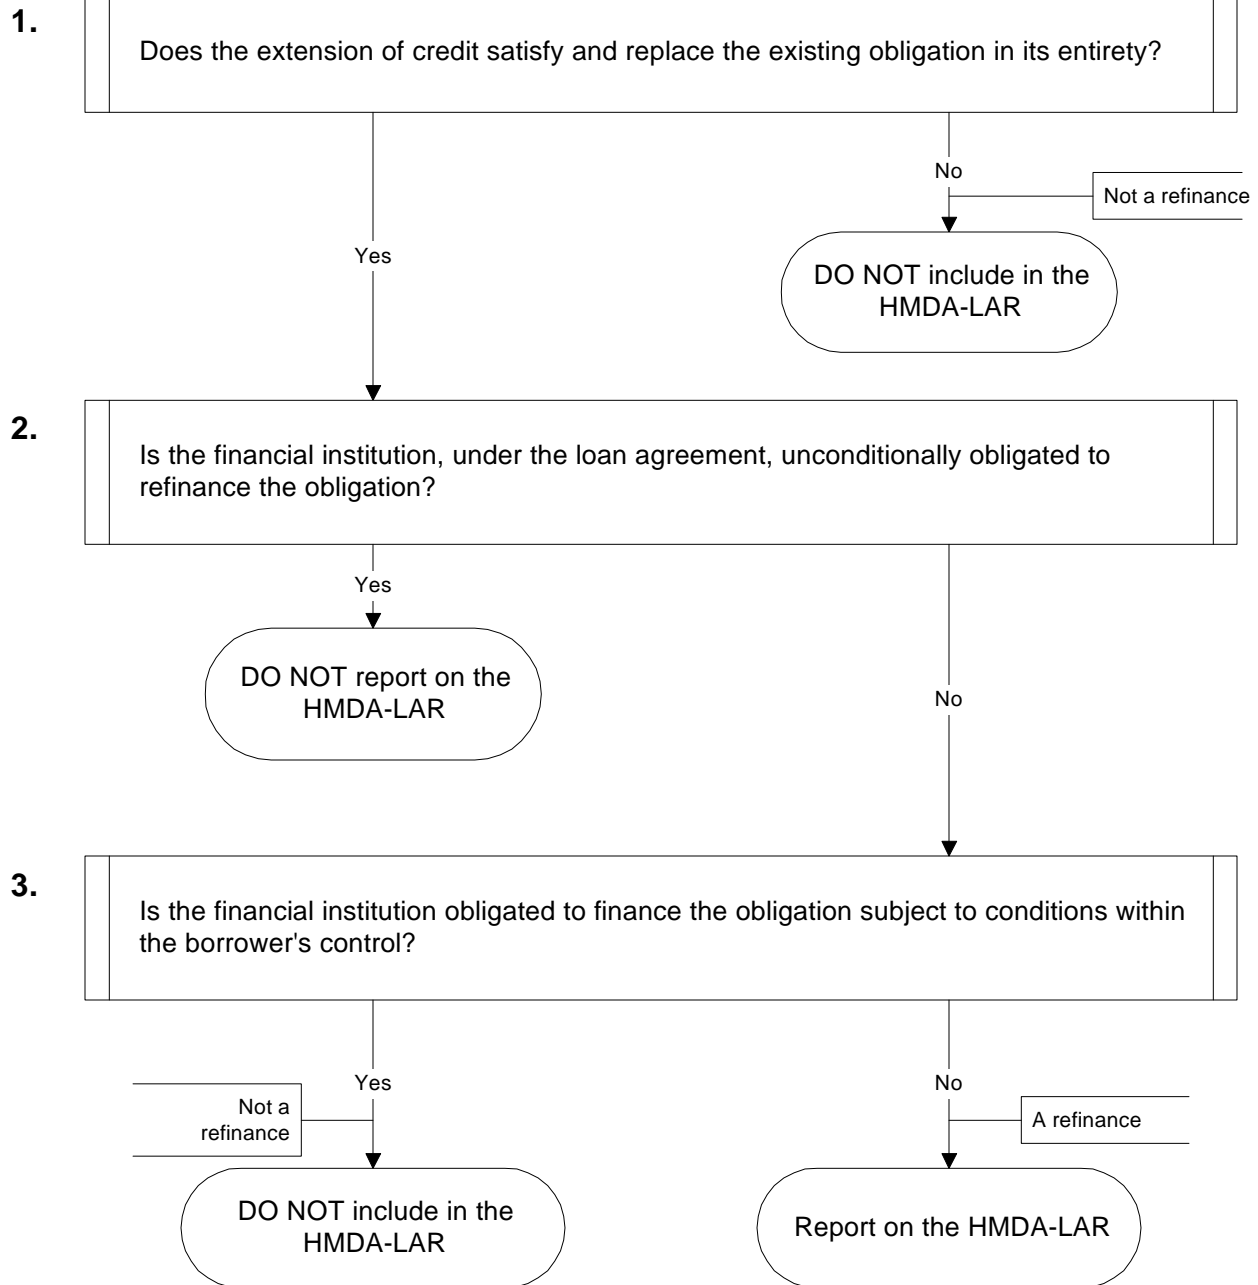 1.
Does the extension of credit satisfy and replace the existing obligation in its entirety?
No
Not a refinance
Yes
DO NOT include in the
HMDA-LAR
2.
Is the financial institution, under the loan agreement, unconditionally obligated to
refinance the obligation?
Yes
DO NOT report on the
HMDA-LAR
No
3.
Is the financial institution obligated to finance the obligation subject to conditions within
the borrower's control?
Yes
Not a
refinance
DO NOT include in the
HMDA-LAR
No
A refinance
Report on the HMDA-LAR